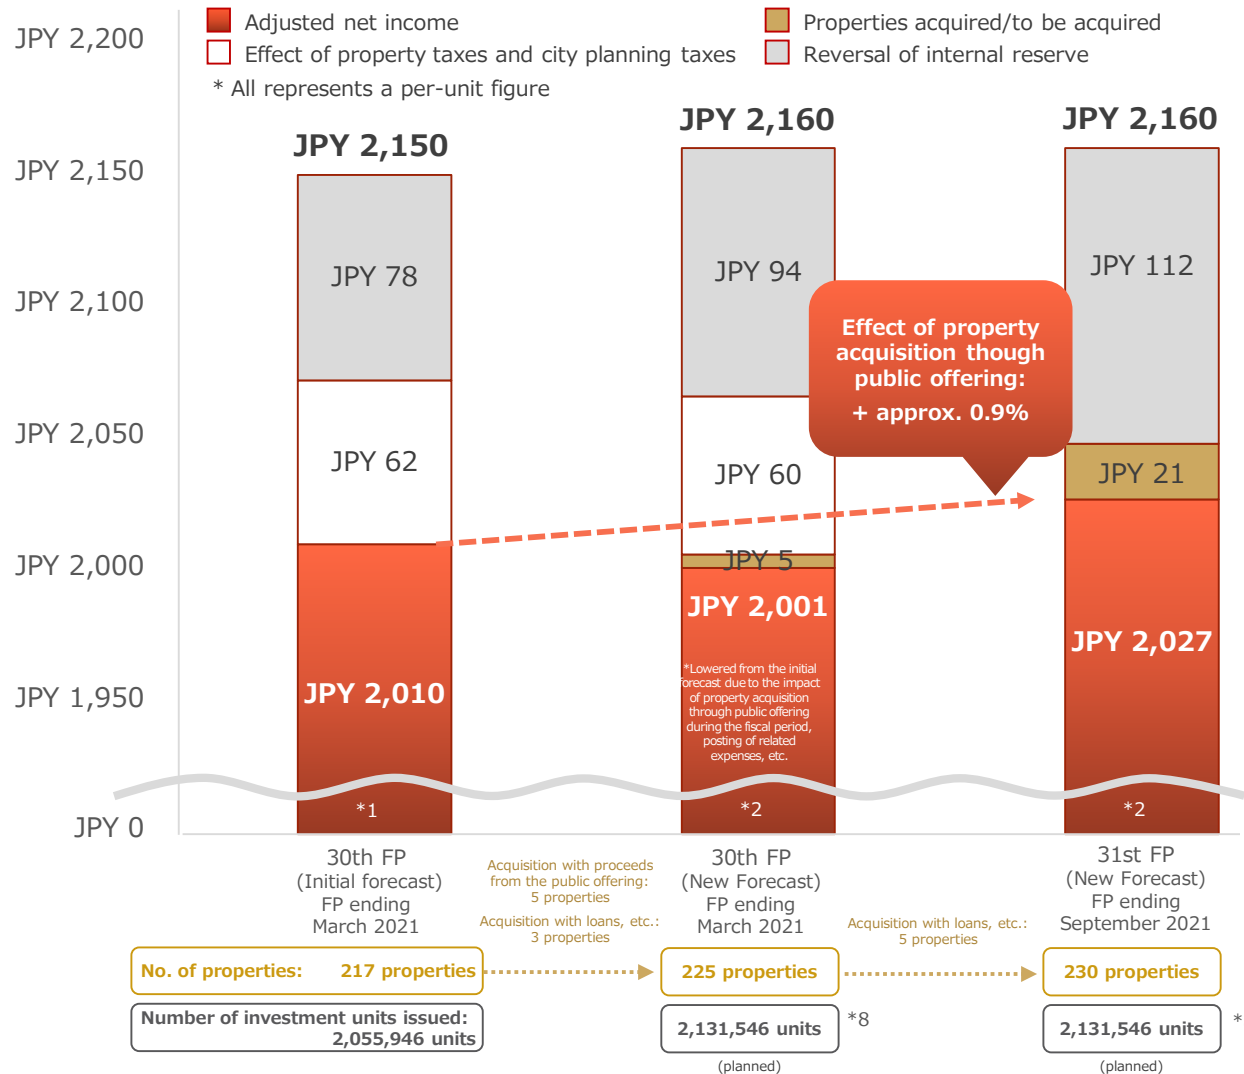 JPY 2,200
JPY 2,150
JPY 2,100
JPY 2,050
JPY 2,000
JPY 1,950
JPY 0
Adjusted net income
Properties acquired/to be acquired
Effect of property taxes and city planning taxes
Reversal of internal reserve
* All represents a per-unit figure
JPY 2,150
JPY 78
JPY 62
JPY 2,010
*1
JPY 2,160
JPY 94
JPY 60
JPY 5
JPY 2,001
*Lowered from the initial
forecast due to the impact
of property acquisition
through public offering
during the fiscal period,
posting of related
expenses, etc.
*2
Effect of property
acquisition though
public offering:
+ approx. 0.9%
JPY 2,160
JPY 112
JPY 21
JPY 2,027
*2
30th FP
(Initial forecast)
FP ending
March 2021
Acquisition with proceeds
from the public offering:
5 properties
Acquisition with loans, etc.:
3 properties
30th FP
(New Forecast)
FP ending
March 2021
Acquisition with loans, etc.:
5 properties
31st FP
(New Forecast)
FP ending
September 2021
No. of properties: 217 properties
225 properties
230 properties
Number of investment units issued:
2,055,946 units
2,131,546 units
*8
(planned)
2,131,546 units
*
(planned)